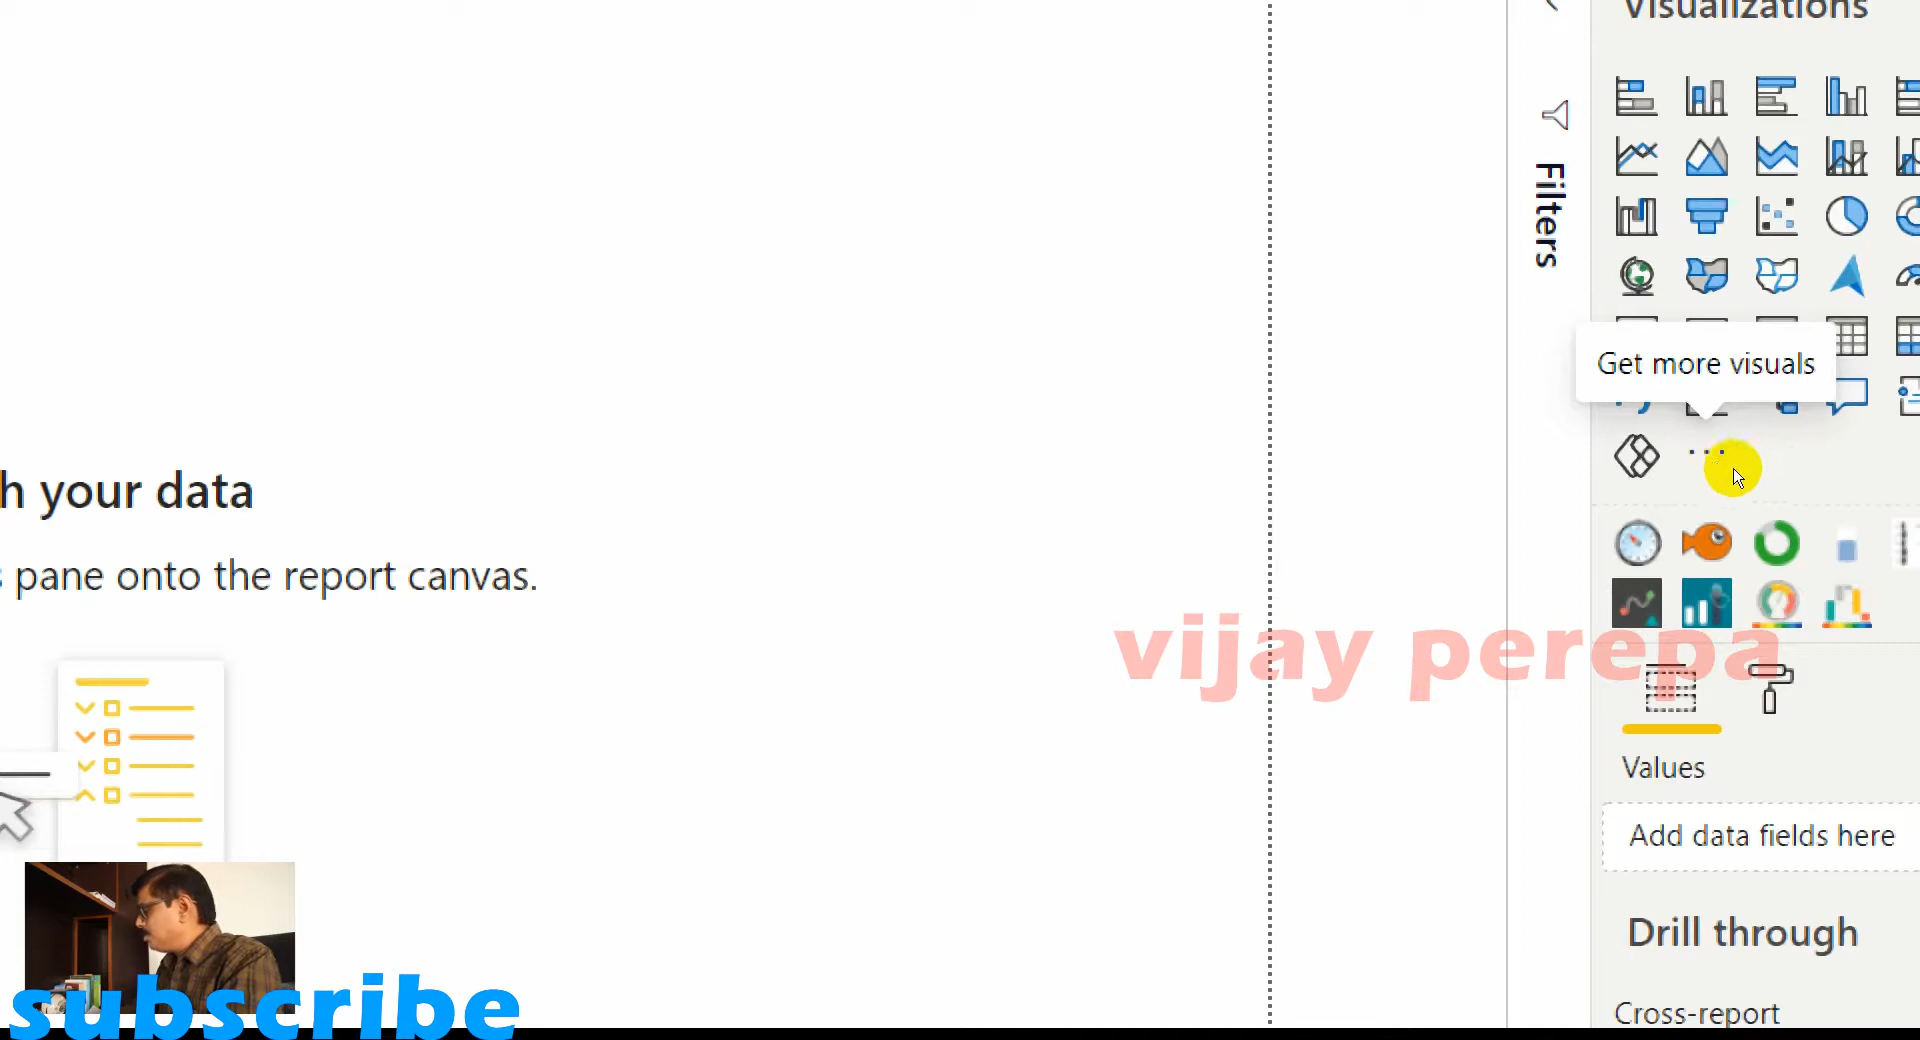 Visualizations
Filters
Get more visuals
h your data
pane onto the report canvas.
vijay perepa
Values
Add data fields here
Drill through
Cross-report
subscribe